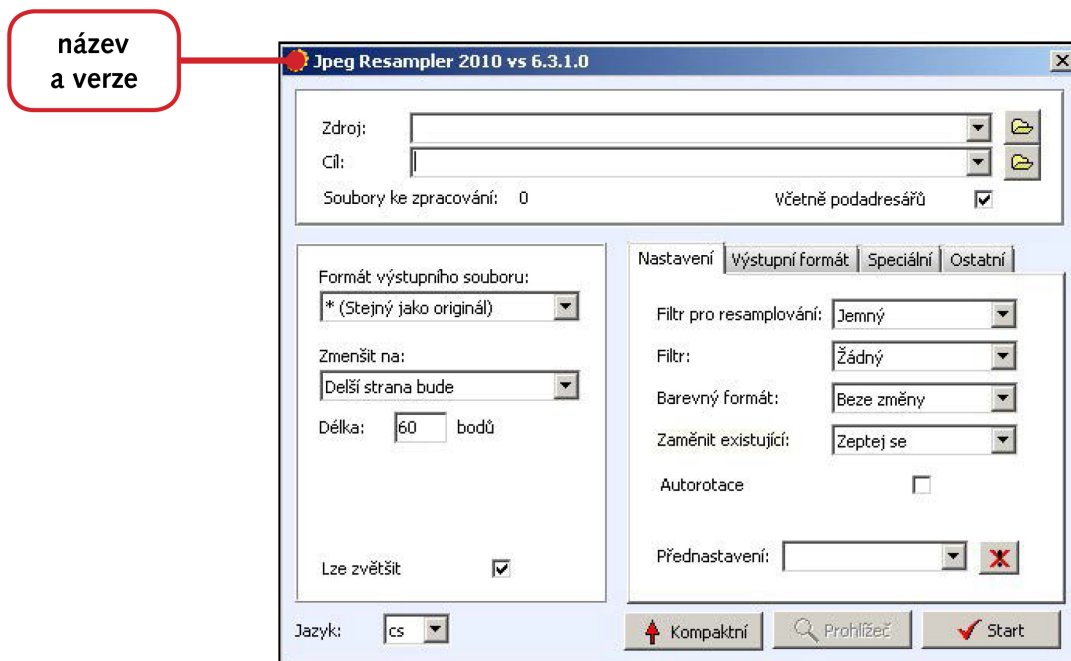 název
a verze
Jpeg Resampler 2010 vs 6.3.1.0
Zdroj:
Cíl:
Soubory ke zpracování: 0 Včetně podadresářů
Formát výstupního souboru:
* (Stejný jako originál)
Zmenšit na:
Delší strana bude
Délka: 60 bodů
Lze zvětšit
Nastavení Výstupní formát Speciální Ostatní
Filtr pro resamplování: Jemný
Filtr: Žádný
Barevný formát: Beze změny
Zaměnit existující: Zeptej se
Autorotace
Přednastavení:
Jazyk: cs
Kompaktní Prohlížeč Start